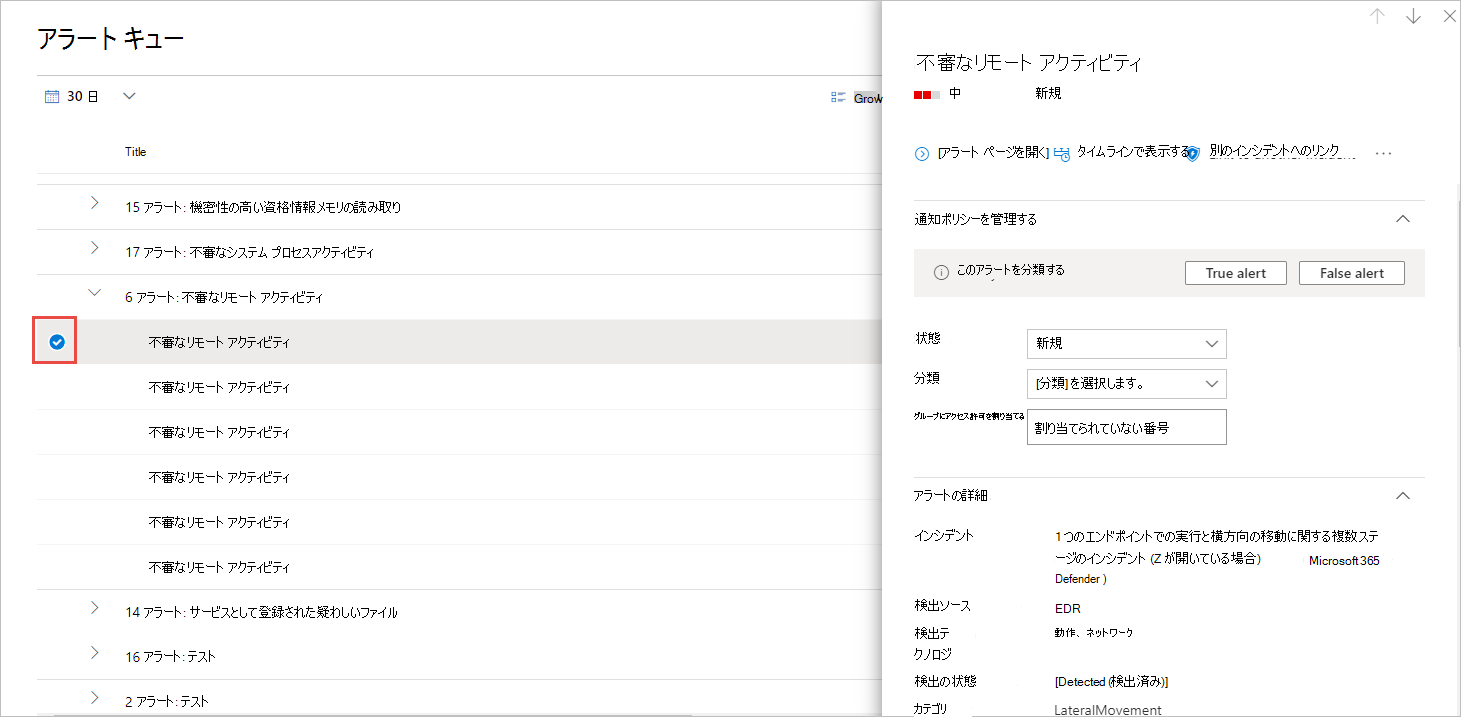 アラート キュー
30 日
Grow
Title
15 アラート: 機密性の高い資格情報メモリの読み取り
17 アラート: 不審なシステム プロセスアクティビティ
6 アラート: 不審なリモート アクティビティ
不審なリモート アクティビティ
不審なリモート アクティビティ
不審なリモート アクティビティ
不審なリモート アクティビティ
不審なリモート アクティビティ
不審なリモート アクティビティ
14 アラート: サービスとして登録された疑わしいファイル
16 アラート: テスト
2 アラート: テスト
不審なリモート アクティビティ
中 新規
[アラート ページを開く] タイムラインで表示する 別のインシデントへのリンク ...
通知ポリシーを管理する
このアラートを分類する True alert False alert
状態 新規
分類 [分類] を選択します。
グループにアクセス許可を割り当てる 割り当てられていない番号
アラートの詳細
インシデント 1 つのエンドポイントでの実行と横方向の移動に関する複数ステ
ージのインシデント (Z が開いている場合) Microsoft 365
Defender )
検出ソース EDR
検出テ 動作、ネットワーク
クノロジ
検出の状態 [Detected (検出済み)]
カテゴリ LateralMovement